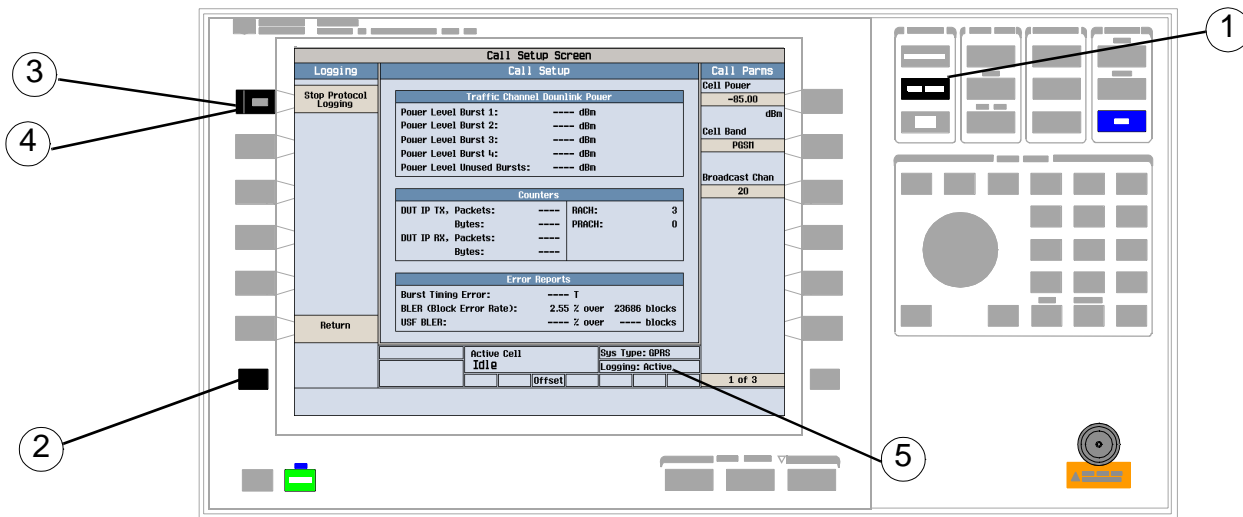 1
3
4
2
5
Call Setup Screen
Logging
Call Setup
Call Parms
Stop Protocol
Logging
Return
Traffic Channel Downlink Power
Power Level Burst 1: ---- dBm
Power Level Burst 2: ---- dBm
Power Level Burst 3: ---- dBm
Power Level Burst 4: ---- dBm
Power Level Unused Bursts: ---- dBm
Counters
DUT IP TX, Packets: ---- RACH: 3
Bytes: ---- PRACH: 0
DUT IP RX, Packets: ----
Bytes: ----
Error Reports
Burst Timing Error: ---- T
BLER (Block Error Rate): 2.55 % over 23686 blocks
USF BLER: ---- % over ---- blocks
Cell Power
-85.00
dBm
Cell Band
PGSM
Broadcast Chan
20
Active Cell
Idle
Sys Type: GPRS
Logging: Active
Offset
1 of 3